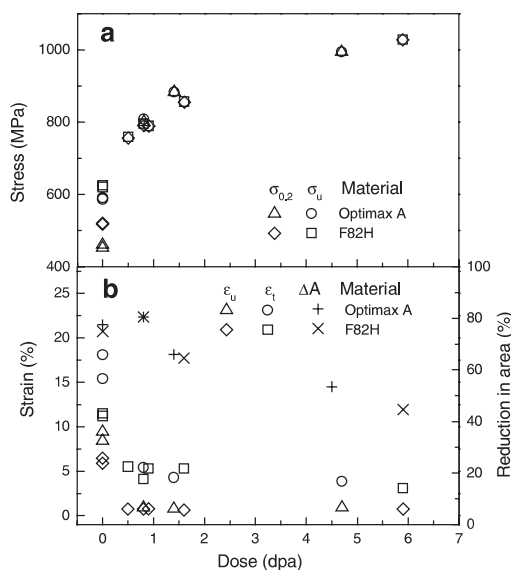 a
1000
800
600
400
Stress (MPa)
σ0.2 σu Material
Optimax A
F82H
b
25
20
15
10
5
0
Strain (%)
100
80
60
40
20
0
Reduction in area (%)
εu εt ΔA Material
Optimax A
F82H
0 1 2 3 4 5 6 7
Dose (dpa)